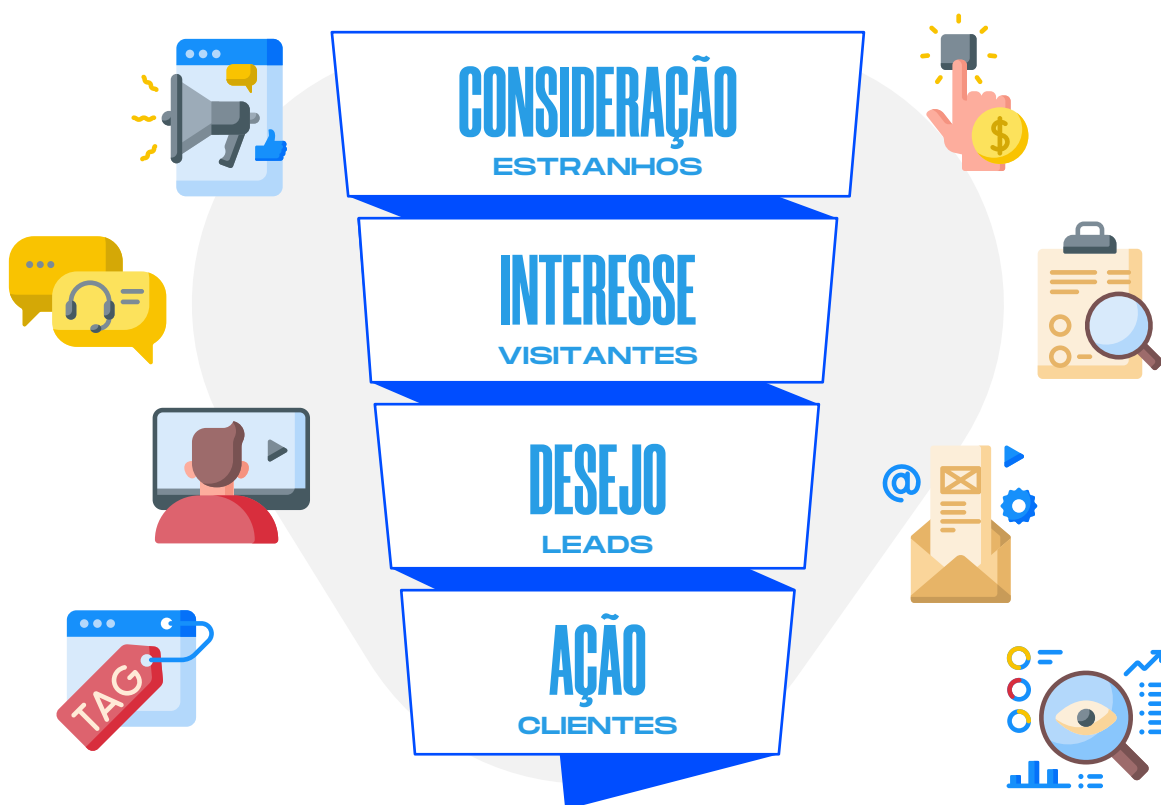 CONSIDERAÇÃO
ESTRANHOS
$
INTERESSE
VISITANTES
DESEJO
LEADS
@
AÇÃO
CLIENTES
TAG